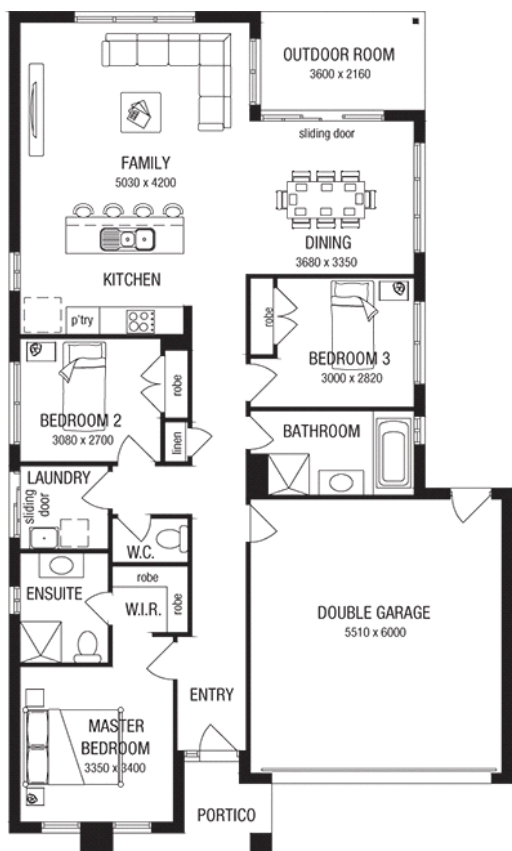 OUTDOOR ROOM
3600 x 2160
sliding door
FAMILY
5030 x 4200
DINING
3680 x 3350
KITCHEN
p'try
robe
BEDROOM 3
3000 x 2820
robe
BEDROOM 2
3080 x 2700
linen
BATHROOM
LAUNDRY
sliding
door
W.C.
robe
ENSUITE
W.I.R.
robe
DOUBLE GARAGE
5510 x 6000
ENTRY
MASTER
BEDROOM
3350 x 3400
PORTICO